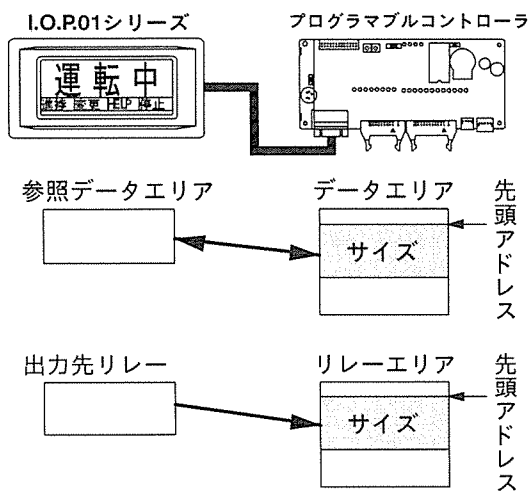 I.O.P.01シリーズ
プログラマブルコントローラ
運転中
変更 HELP 停止
参照データエリア
データエリア
サイズ
先頭アドレス
出力先リレー
リレーエリア
サイズ
先頭アドレス